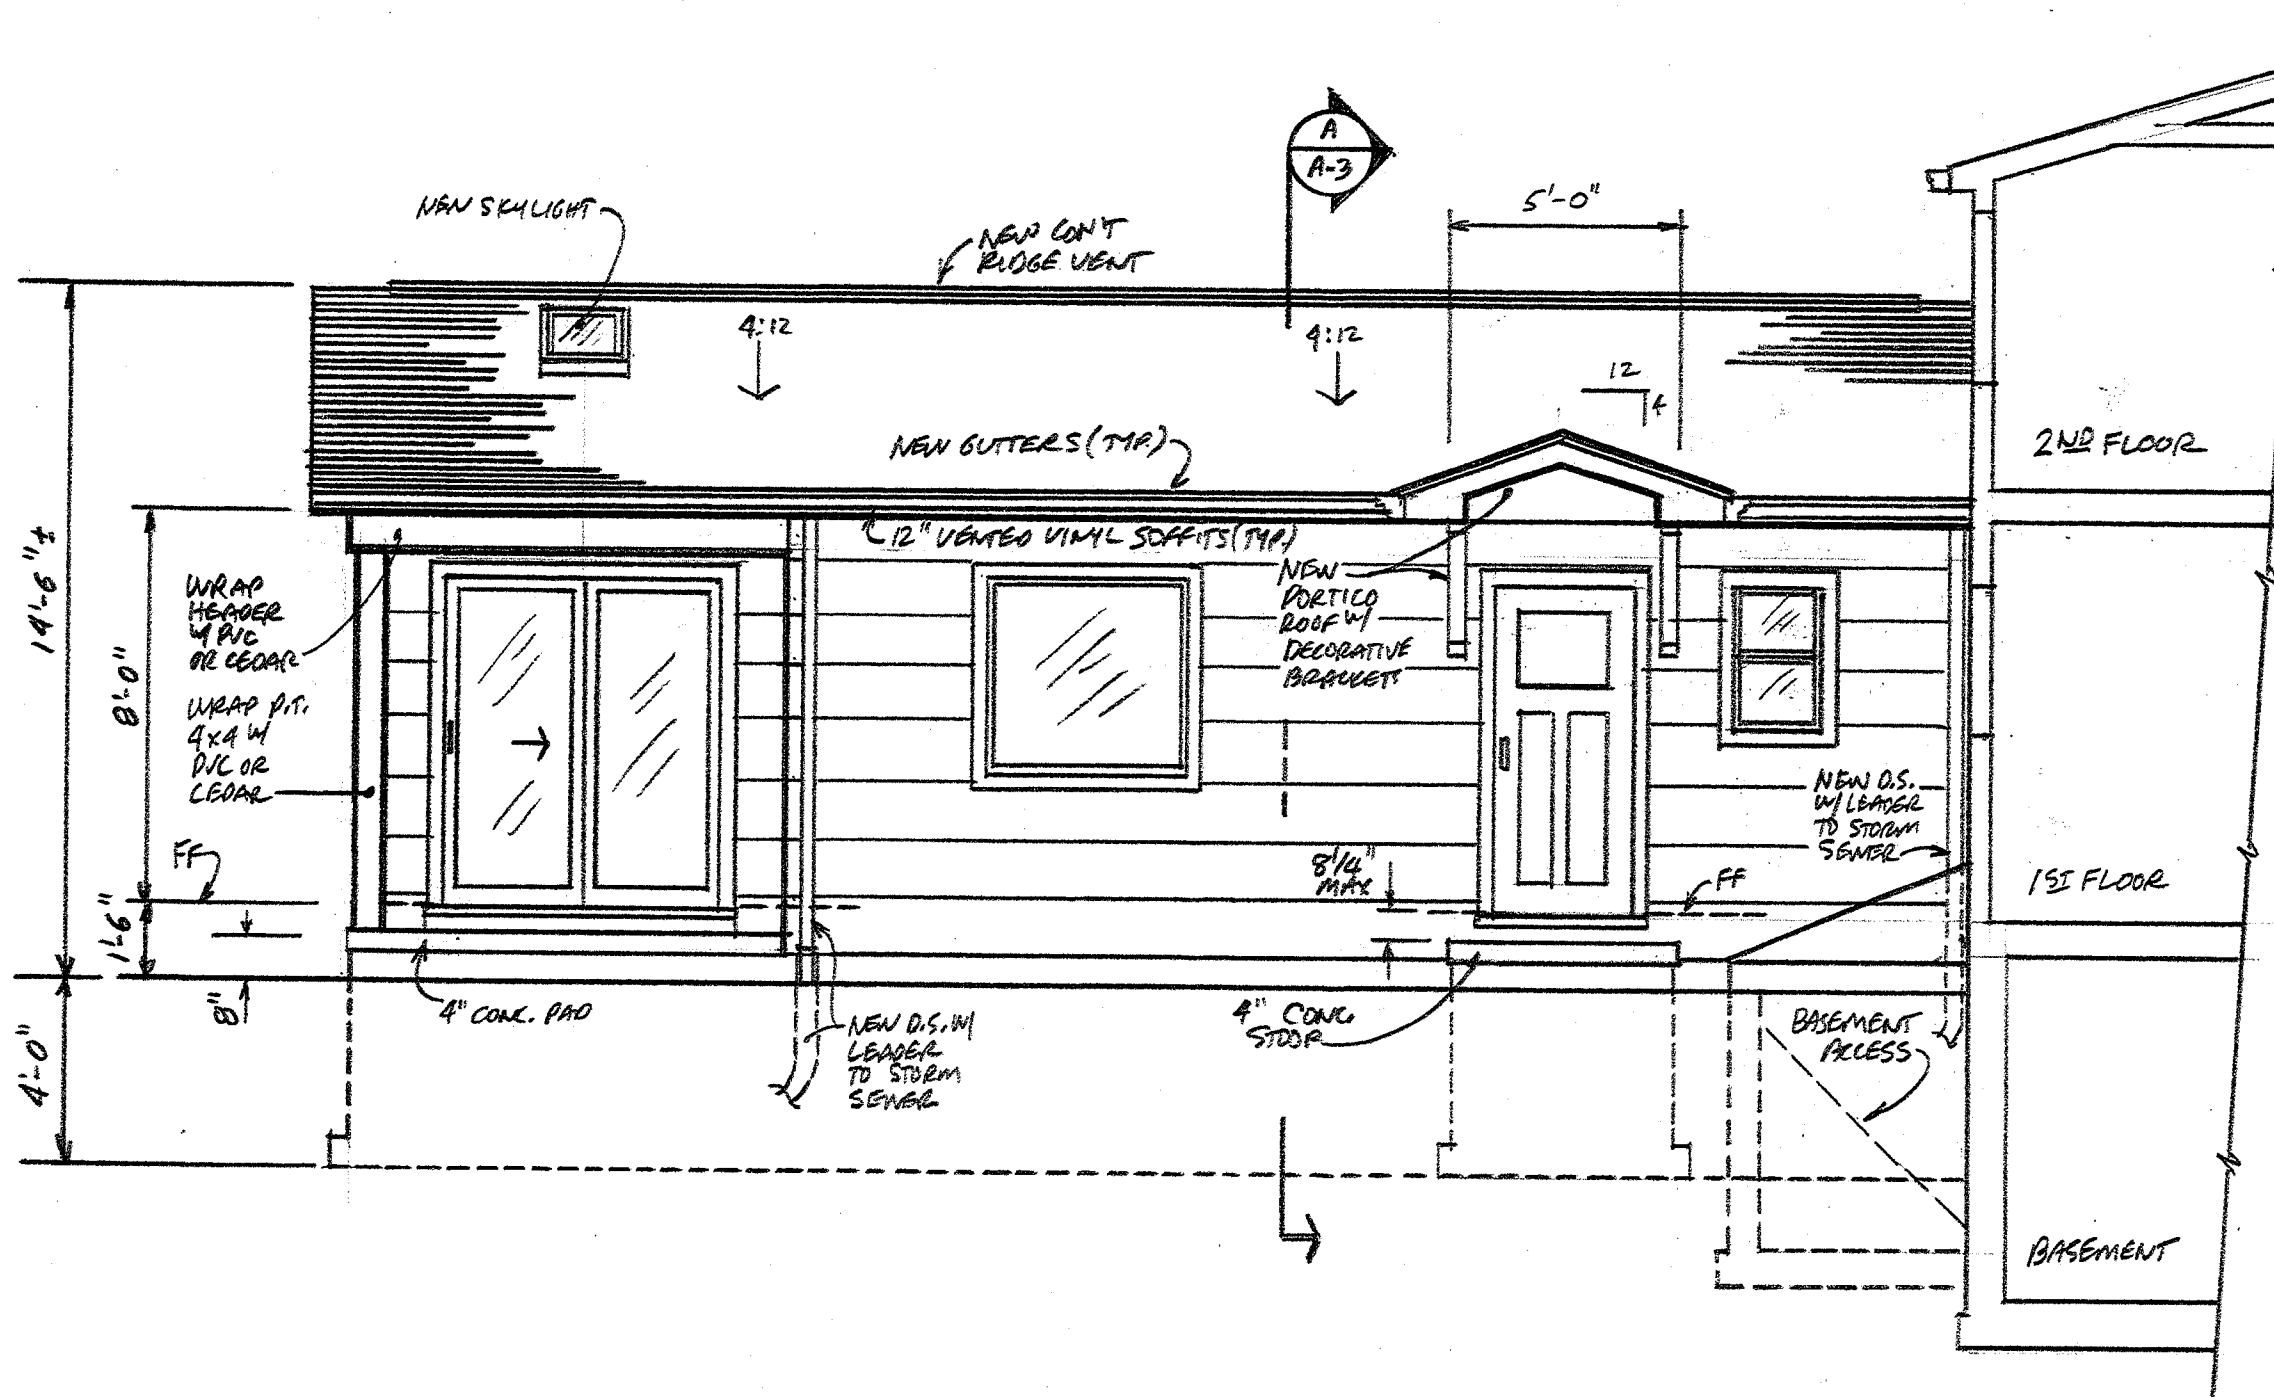 A
A-3
5'-0"
NEW SKYLIGHT
NEW CON'T
RIDGE VENT
4:12
4:12
12
4
NEW GUTTERS (TYP.)
2ND FLOOR
12" VENTED VINYL SOFFITS (TYP.)
14'-6"±
8'-0"
WRAP
HEADER
W/ PVC
OR CEDAR
NEW
PORTICO
ROOF W/
DECORATIVE
BRACKETS
WRAP P.T.
4x4 W/
PVC OR
CEDAR
NEW D.S.
W/ LEADER
TO STORM
SEWER
FF
8 1/4"
MAX
FF
1ST FLOOR
1'-6"
8"
4" CONC. PAD
NEW D.S. W/
LEADER
TO STORM
SEWER
4" CONC.
STOOP
BASEMENT
ACCESS
4'-0"
BASEMENT